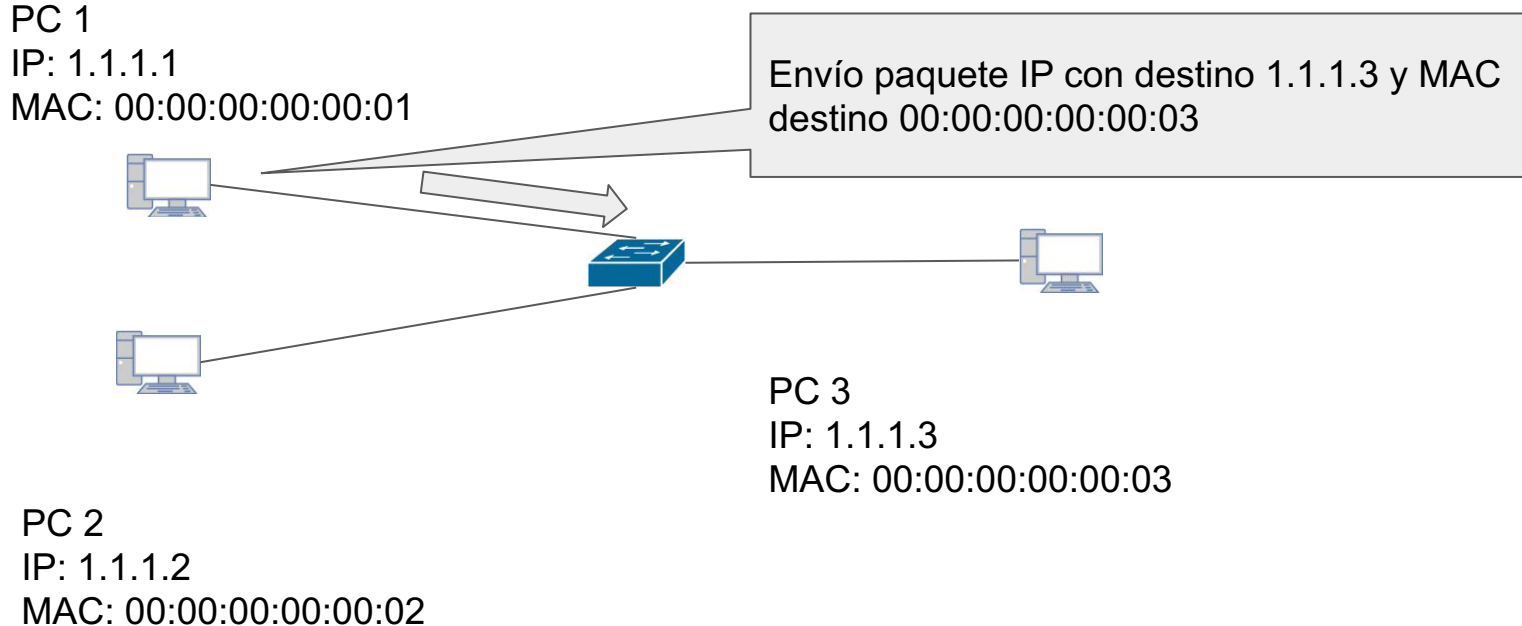 PC 1
IP: 1.1.1.1
MAC: 00:00:00:00:00:01
Envío paquete IP con destino 1.1.1.3 y MAC
destino 00:00:00:00:00:03
PC 3
IP: 1.1.1.3
MAC: 00:00:00:00:00:03
PC 2
IP: 1.1.1.2
MAC: 00:00:00:00:00:02